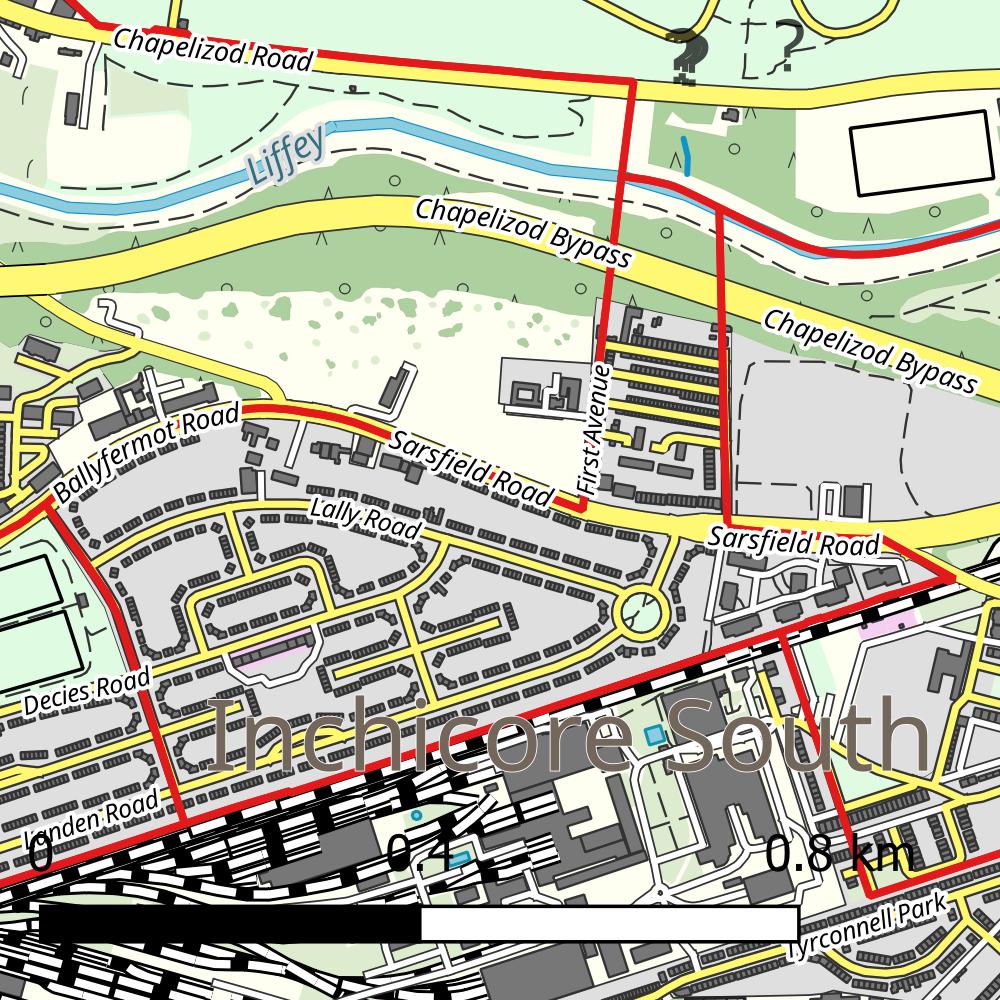 Chapelizod Road
? ?
Liffey
Chapelizod Bypass
Chapelizod Bypass
First Avenue
Ballyfermot Road
Sarsfield Road
Lally Road
Sarsfield Road
Decies Road
Inchicore South
Landen Road
0 0.4 0.8 km
Tyrconnell Park